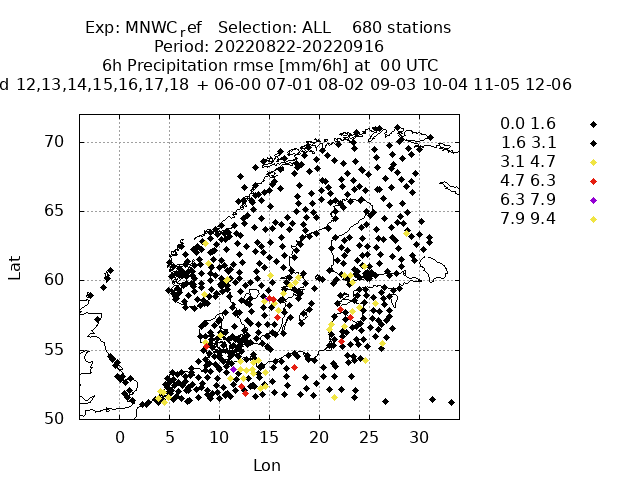 Exp: MNWCref   Selection: ALL    680 stations
Period: 20220822-20220916
6h Precipitation rmse [mm/6h] at  00 UTC
d 12,13,14,15,16,17,18 + 06-00 07-01 08-02 09-03 10-04 11-05 12-06
0.0 1.6
1.6 3.1
3.1 4.7
4.7 6.3
6.3 7.9
7.9 9.4
70
65
60
55
50
Lat
0 5 10 15 20 25 30
Lon